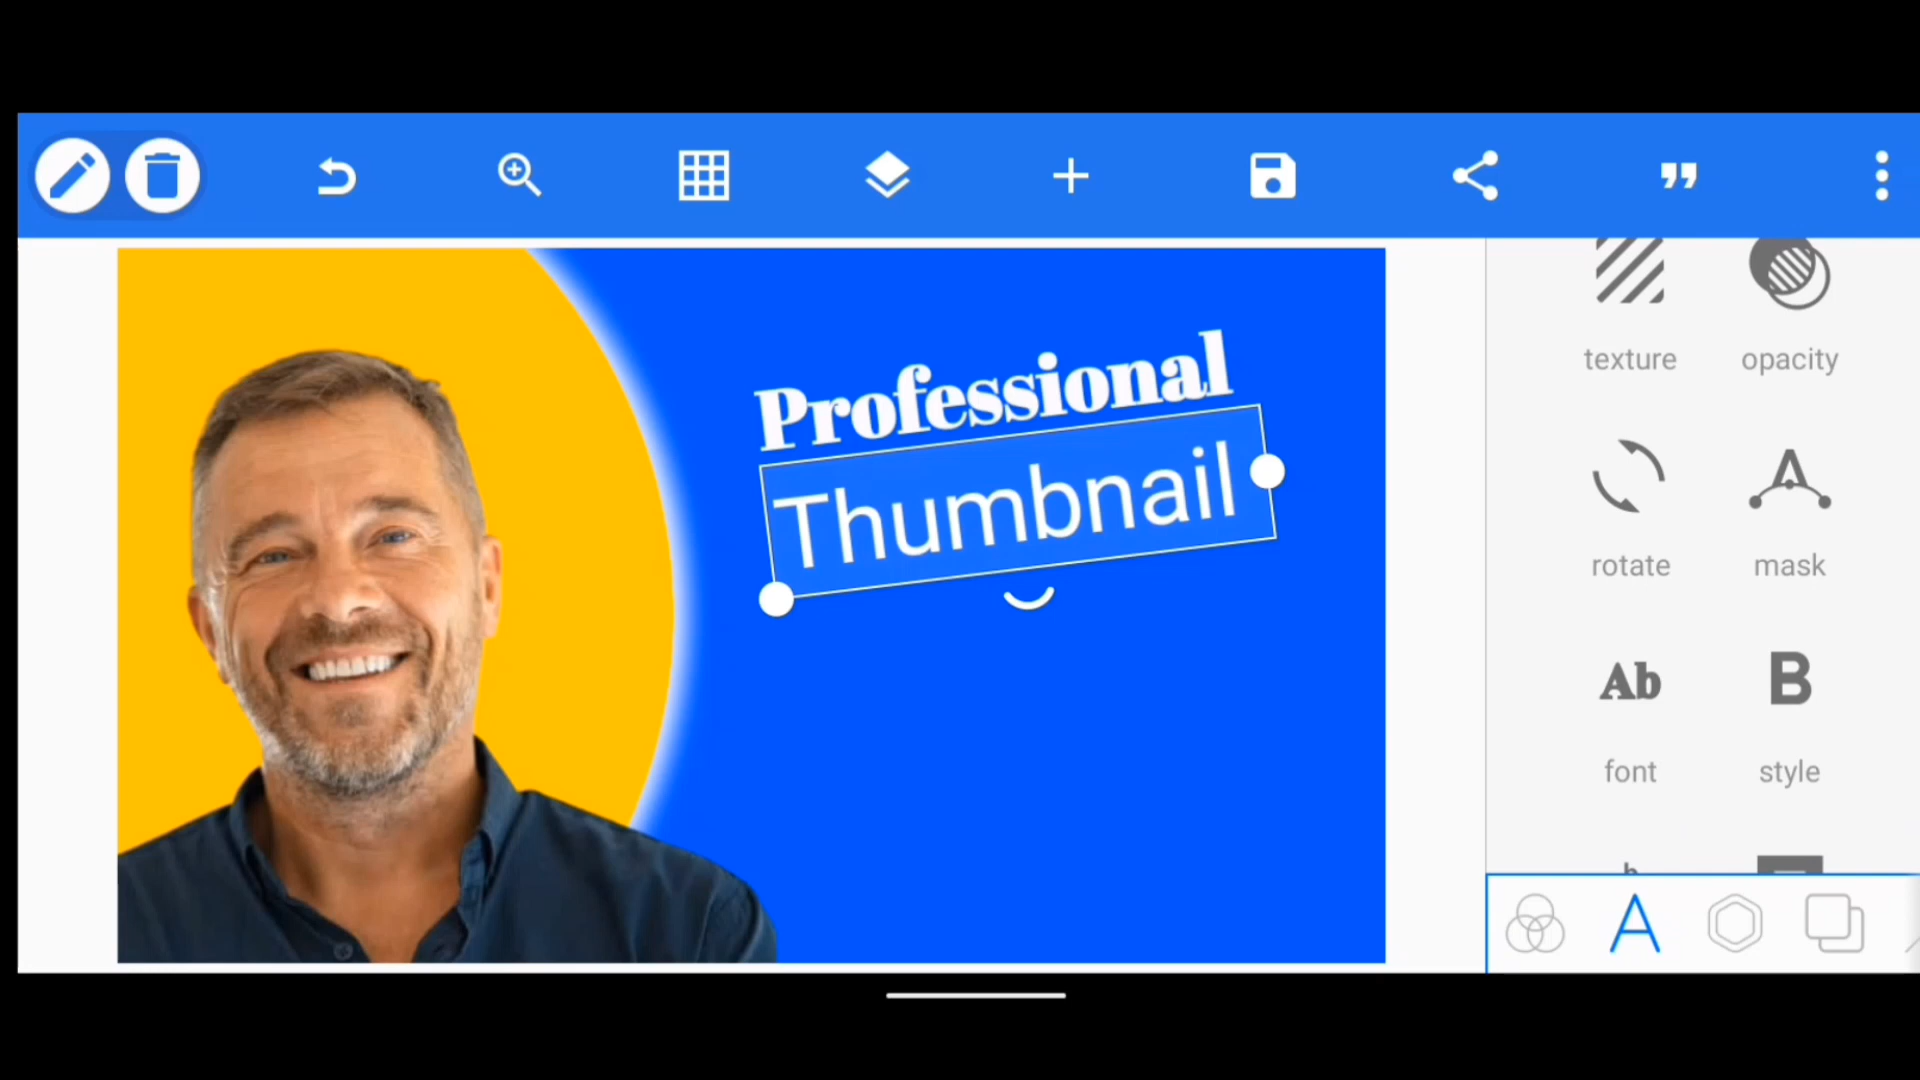 texture opacity
Professional
Thumbnail
rotate mask
Ab B
font style